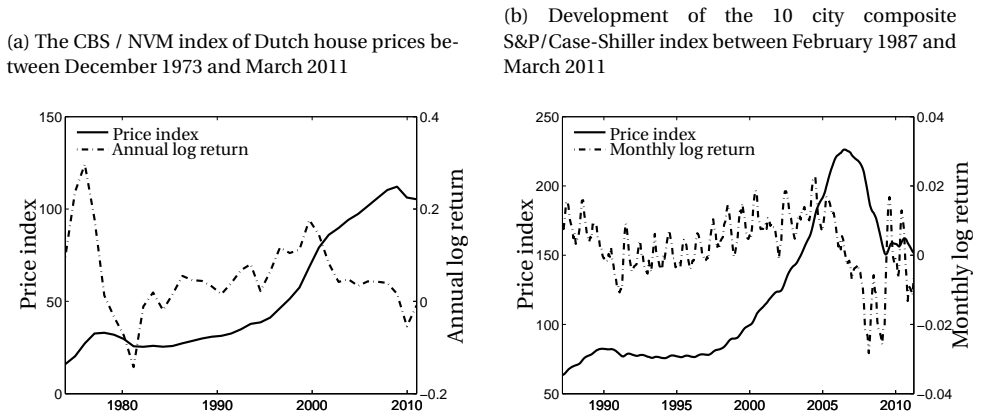 (a) The CBS / NVM index of Dutch house prices be-
tween December 1973 and March 2011
(b) Development of the 10 city composite
S&P/Case-Shiller index between February 1987 and
March 2011
150
100
50
0
Price index
Price index
Annual log return
0.4
0.2
0
−0.2
Annual log return
1980
1990
2000
2010
250
200
150
100
50
Price index
Price index
Monthly log return
0.04
0.02
0
−0.02
−0.04
Monthly log return
1990
1995
2000
2005
2010